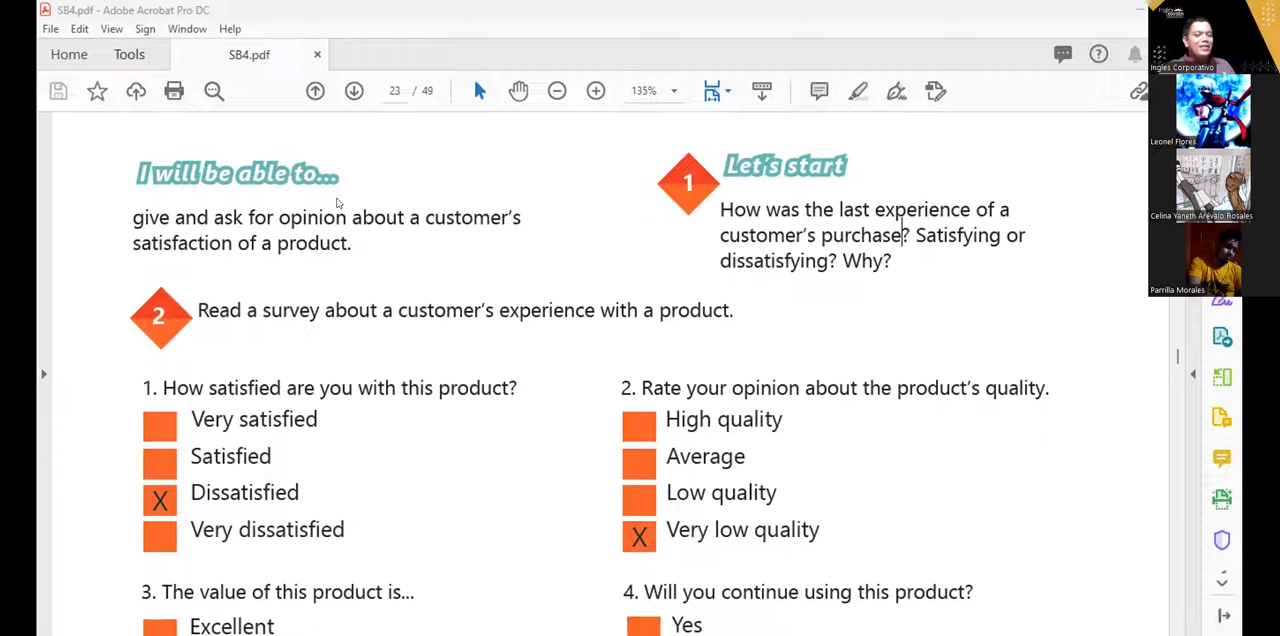 SB4.pdf - Adobe Acrobat Pro DC
File Edit View Sign Window Help
Home Tools SB4.pdf ×
23 / 49 135%
I will be able to...
give and ask for opinion about a customer's
satisfaction of a product.
1
Let's start
How was the last experience of a
customer's purchase? Satisfying or
dissatisfying? Why?
2
Read a survey about a customer's experience with a product.
1. How satisfied are you with this product?
Very satisfied
Satisfied
X Dissatisfied
Very dissatisfied
2. Rate your opinion about the product's quality.
High quality
Average
Low quality
X Very low quality
3. The value of this product is...
Excellent
4. Will you continue using this product?
Yes
Ingles Corporativo
Leonel Flores
Celina Yaneth Arévalo Rosales
Parrilla Morales